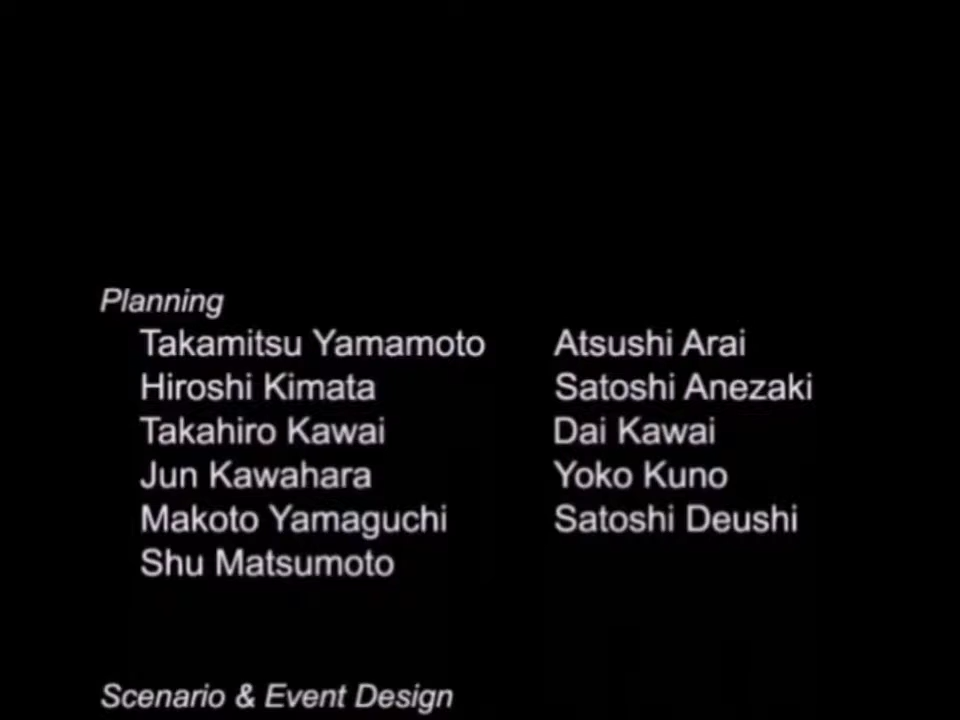 Planning
Takamitsu Yamamoto Atsushi Arai
Hiroshi Kimata Satoshi Anezaki
Takahiro Kawai Dai Kawai
Jun Kawahara Yoko Kuno
Makoto Yamaguchi Satoshi Deushi
Shu Matsumoto
Scenario & Event Design